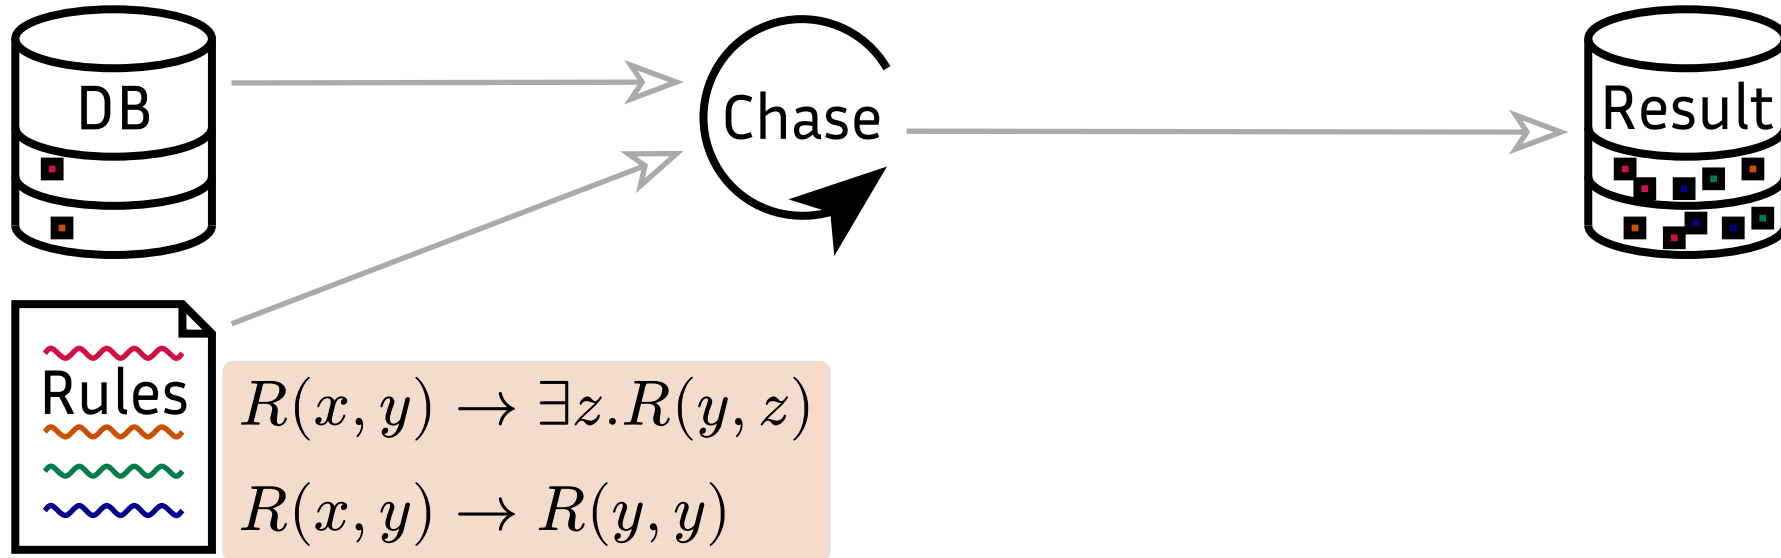 DB
Chase
Result
Rules
R(x, y) → ∃z.R(y, z)
R(x, y) → R(y, y)